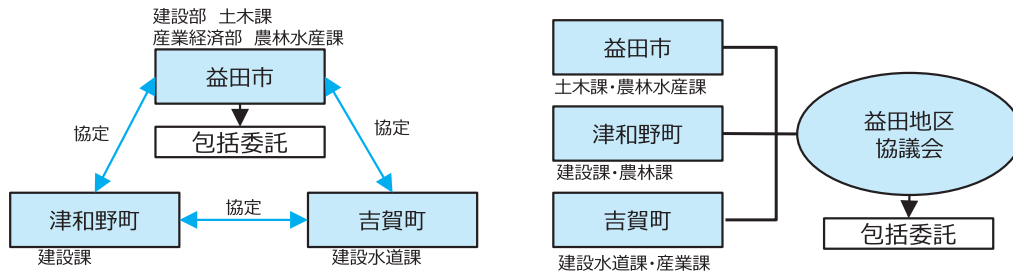 建設部 土木課
産業経済部 農林水産課
益田市
包括委託
協定
協定
津和野町
建設課
協定
吉賀町
建設水道課
益田市
土木課・農林水産課
津和野町
建設課・農林課
吉賀町
建設水道課・産業課
益田地区
協議会
包括委託